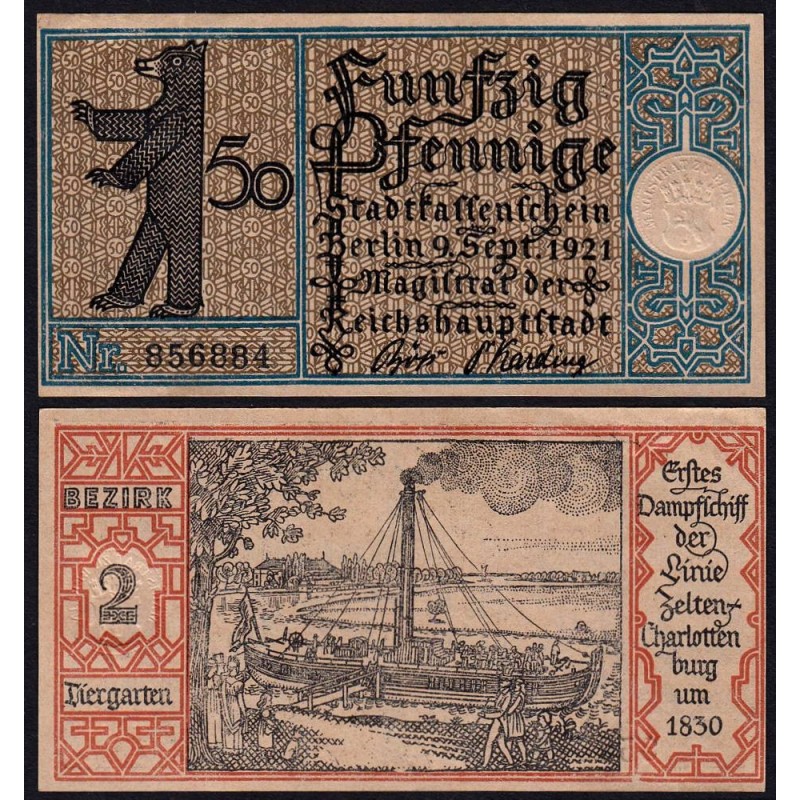 50
Funfzig
Pfennige
Stadtkassenschein
Berlin 9. Sept. 1921
Magistrat der
Reichshauptstadt
Nr. 856884
BEZIRK
2
Tiergarten
Erstes
Dampfschiff
der
Linie
Zelten-
Charlotten
burg
um
1830